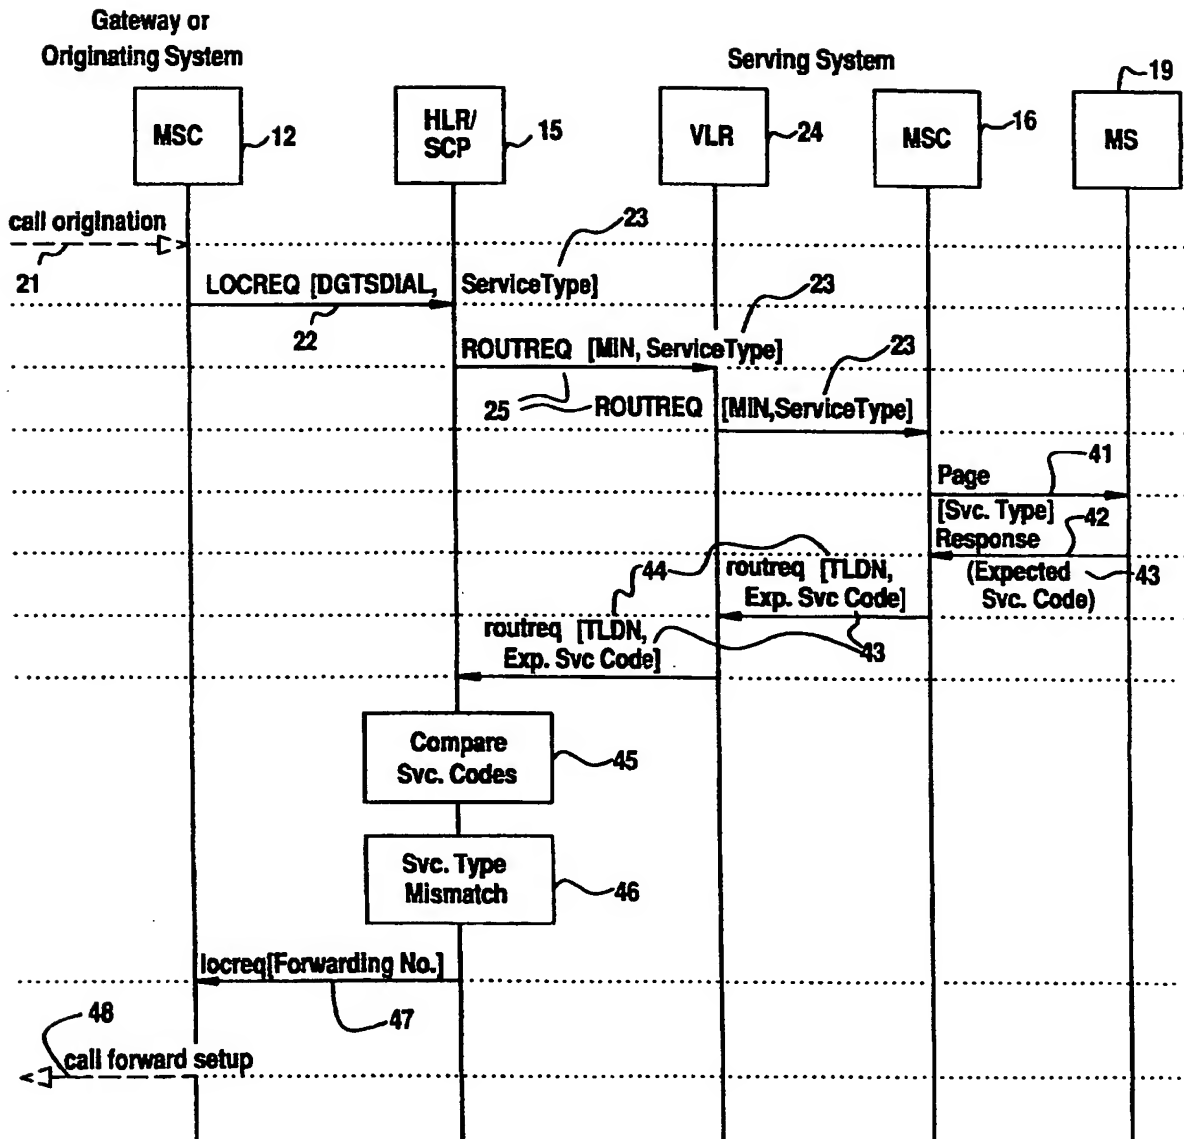 Gateway or
Originating System
Serving System
19
MSC
12
HLR/
SCP
15
VLR
24
MSC
16
MS
call origination
21
23
LOCREQ [DGTSDIAL, ServiceType]
22
23
ROUTREQ [MIN, ServiceType]
23
25
ROUTREQ [MIN,ServiceType]
41
Page
[Svc. Type]
42
Response
(Expected
Svc. Code)
43
44
routreq [TLDN,
Exp. Svc Code]
routreq [TLDN,
Exp. Svc Code]
43
Compare
Svc. Codes
45
Svc. Type
Mismatch
46
locreq[Forwarding No.]
47
48
call forward setup